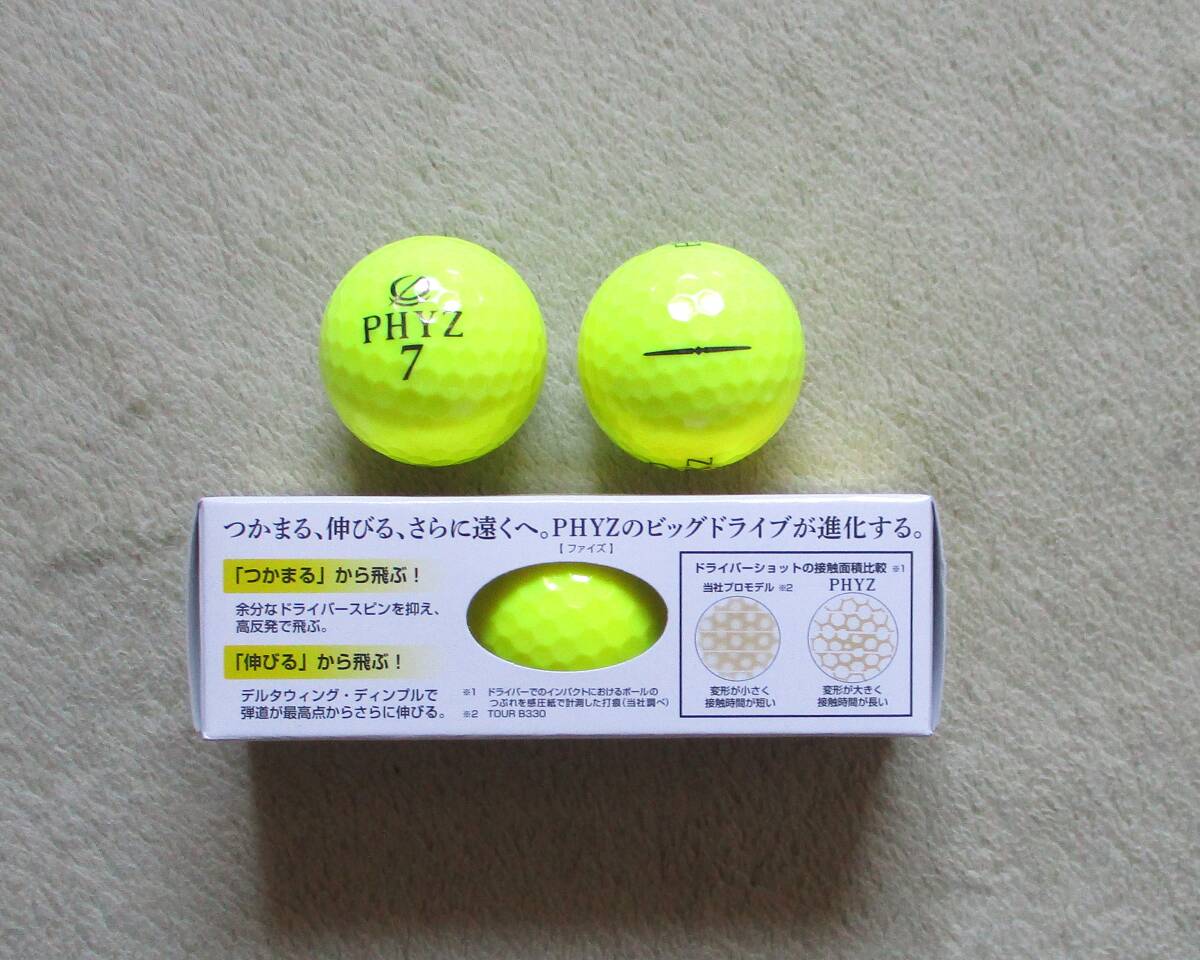 PHYZ
7
つかまる、伸びる、さらに遠くへ。PHYZのビッグドライブが進化する。
【ファイズ】
「つかまる」から飛ぶ！
余分なドライバースピンを抑え、
高反発で飛ぶ。
「伸びる」から飛ぶ！
デルタウィング・ディンプルで
弾道が最高点からさらに伸びる。
※1 ドライバーでのインパクトにおけるボールの
つぶれを感圧紙で計測した打痕（当社調べ）
※2 TOUR B330
ドライバーショットの接触面積比較 ※1
当社プロモデル ※2
PHYZ
変形が小さく
接触時間が短い
変形が大きく
接触時間が長い